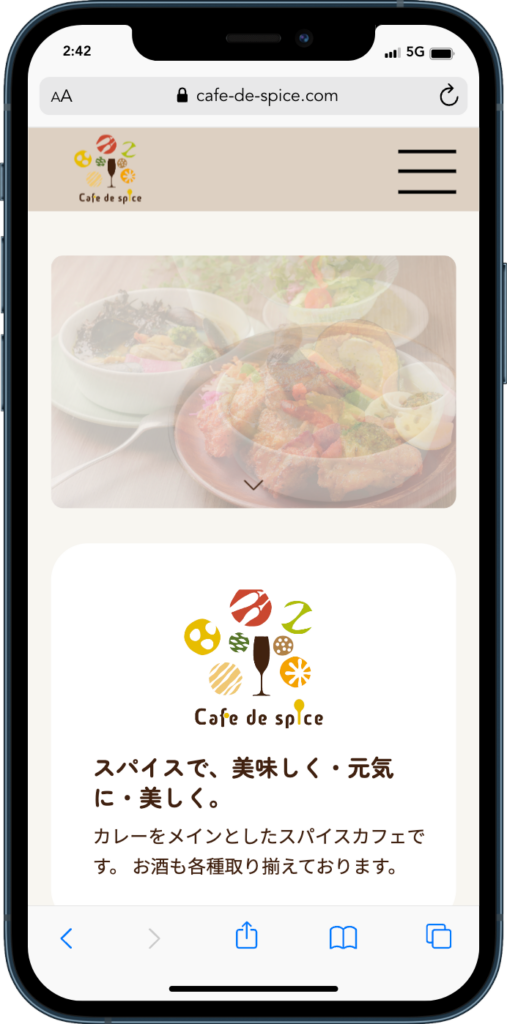 2:42
5G
AA
cafe-de-spice.com
Cafe de spice
Cafe de spice
スパイスで、美味しく・元気
に・美しく。
カレーをメインとしたスパイスカフェで
す。 お酒も各種取り揃えております。